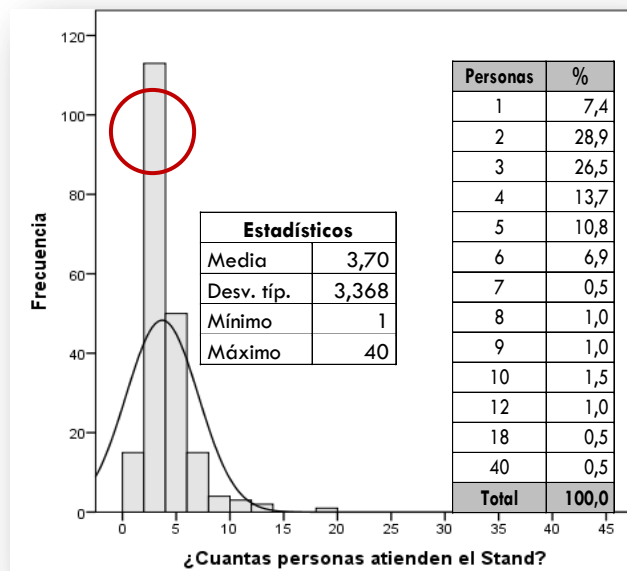 120
100
80
60
40
20
0
Frecuencia
Estadísticos
Media 3,70
Desv. típ. 3,368
Mínimo 1
Máximo 40
Personas %
1 7,4
2 28,9
3 26,5
4 13,7
5 10,8
6 6,9
7 0,5
8 1,0
9 1,0
10 1,5
12 1,0
18 0,5
40 0,5
Total 100,0
0 5 10 15 20 25 30 35 40 45
¿Cuantas personas atienden el Stand?